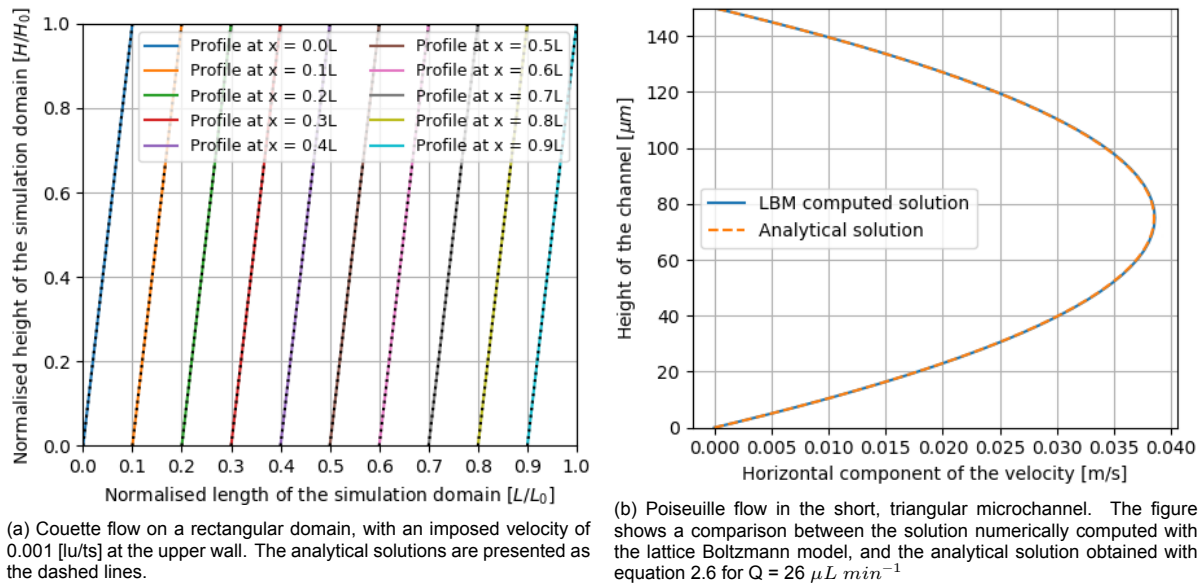 Normalised height of the simulation domain [H/H₀]
1.0
0.8
0.6
0.4
0.2
0.0
Profile at x = 0.0L
Profile at x = 0.1L
Profile at x = 0.2L
Profile at x = 0.3L
Profile at x = 0.4L
Profile at x = 0.5L
Profile at x = 0.6L
Profile at x = 0.7L
Profile at x = 0.8L
Profile at x = 0.9L
0.0 0.1 0.2 0.3 0.4 0.5 0.6 0.7 0.8 0.9 1.0
Normalised length of the simulation domain [L/L₀]
(a) Couette flow on a rectangular domain, with an imposed velocity of
0.001 [lu/ts] at the upper wall. The analytical solutions are presented as
the dashed lines.
Height of the channel [μm]
140
120
100
80
60
40
20
0
LBM computed solution
Analytical solution
0.000 0.005 0.010 0.015 0.020 0.025 0.030 0.035 0.040
Horizontal component of the velocity [m/s]
(b) Poiseuille flow in the short, triangular microchannel. The figure
shows a comparison between the solution numerically computed with
the lattice Boltzmann model, and the analytical solution obtained with
equation 2.6 for Q = 26 μL min⁻¹